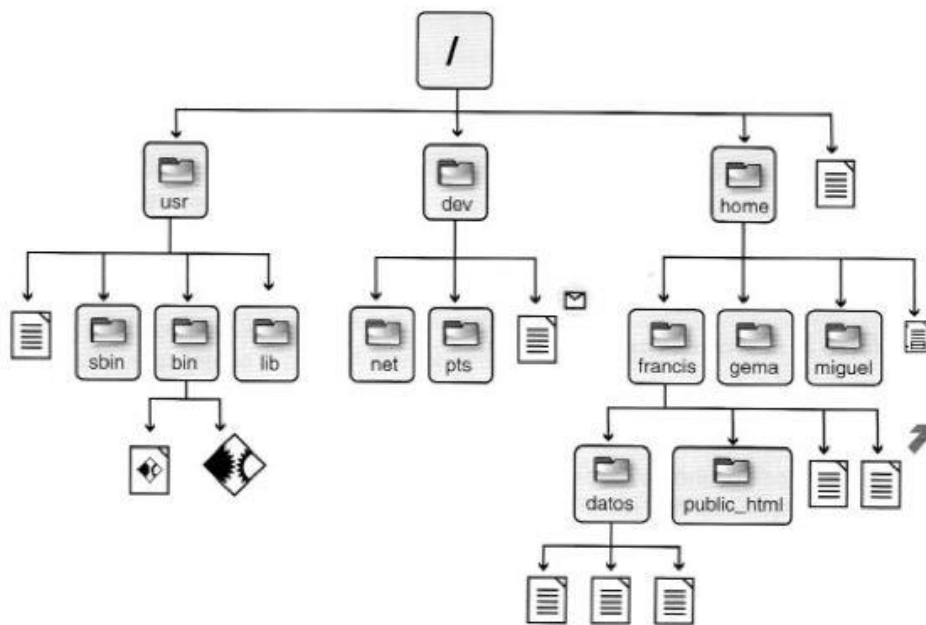 /
usr
dev
home
sbin
bin
lib
net
pts
francis
gema
miguel
datos
public_html